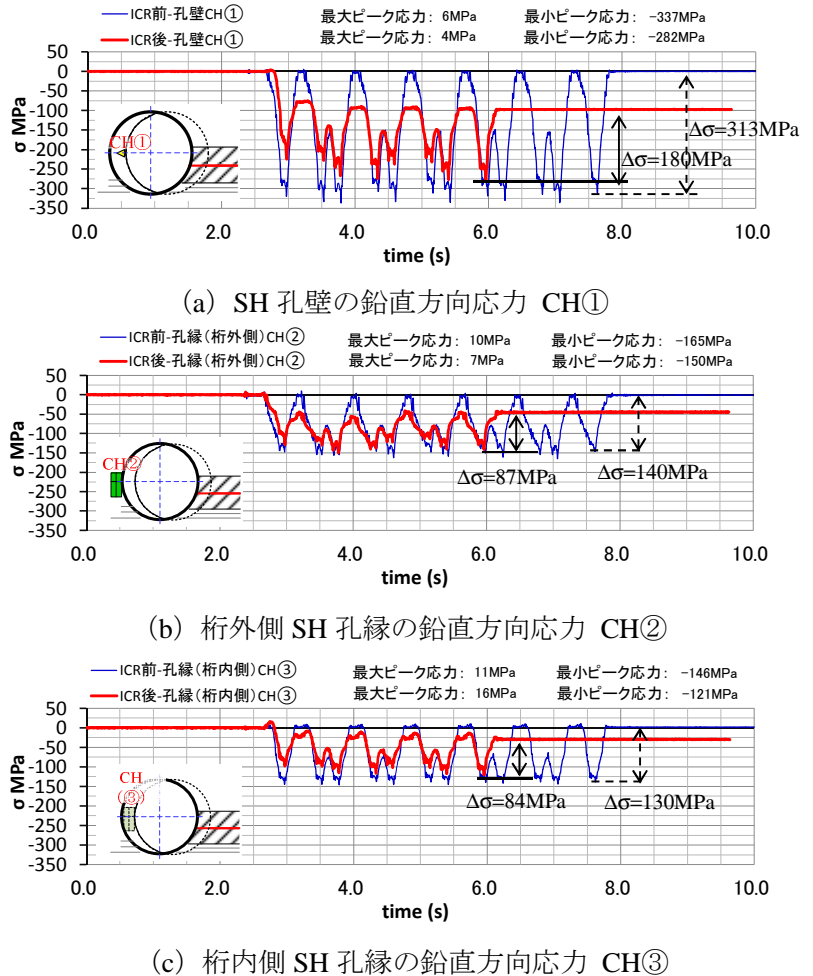 ICR前-孔壁CH① 最大ピーク応力: 6MPa 最小ピーク応力: -337MPa
ICR後-孔壁CH① 最大ピーク応力: 4MPa 最小ピーク応力: -282MPa
50
0
-50
-100
-150
-200
-250
-300
-350
σ MPa
CH①
Δσ=313MPa
Δσ=180MPa
0.0 2.0 4.0 6.0 8.0 10.0
time (s)
(a) SH 孔壁の鉛直方向応力 CH①
ICR前-孔縁(桁外側)CH② 最大ピーク応力: 10MPa 最小ピーク応力: -165MPa
ICR後-孔縁(桁外側)CH② 最大ピーク応力: 7MPa 最小ピーク応力: -150MPa
50
0
-50
-100
-150
-200
-250
-300
-350
σ MPa
CH②
Δσ=87MPa
Δσ=140MPa
0.0 2.0 4.0 6.0 8.0 10.0
time (s)
(b) 桁外側 SH 孔縁の鉛直方向応力 CH②
ICR前-孔縁(桁内側)CH③ 最大ピーク応力: 11MPa 最小ピーク応力: -146MPa
ICR後-孔縁(桁内側)CH③ 最大ピーク応力: 16MPa 最小ピーク応力: -121MPa
50
0
-50
-100
-150
-200
-250
-300
-350
σ MPa
CH
(③)
Δσ=84MPa
Δσ=130MPa
0.0 2.0 4.0 6.0 8.0 10.0
time (s)
(c) 桁内側 SH 孔縁の鉛直方向応力 CH③